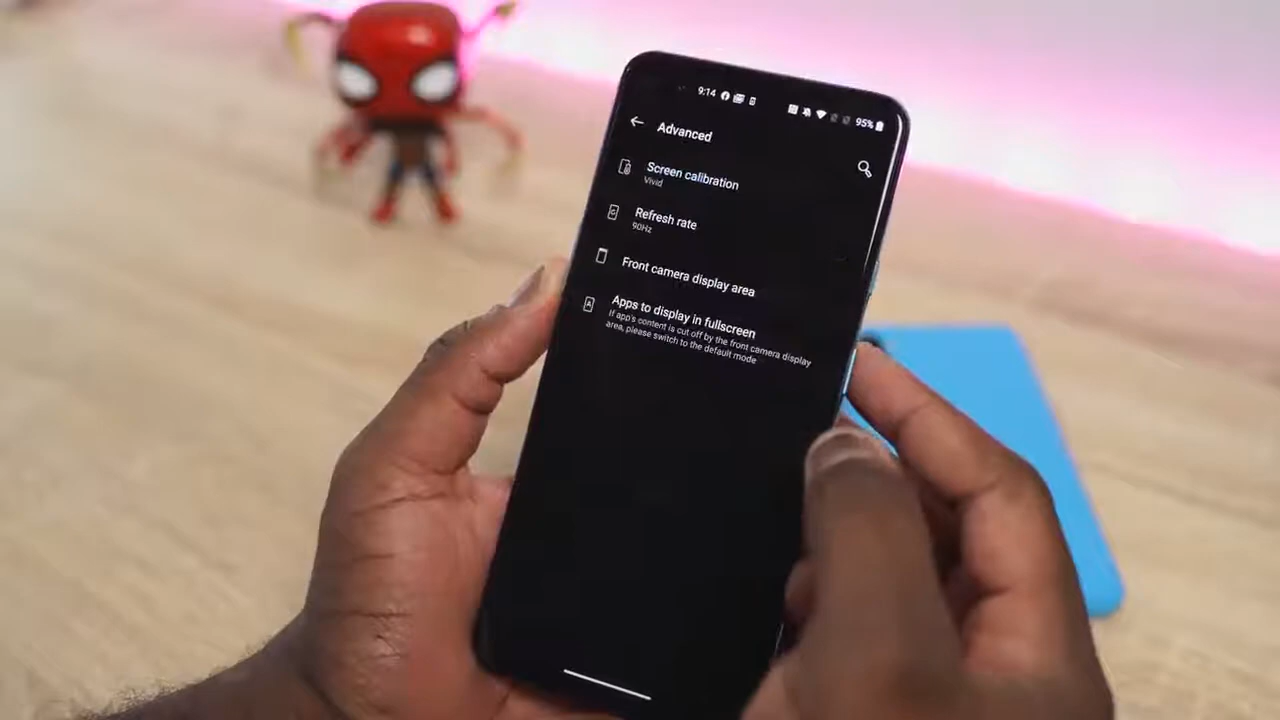 9:14
95%
Advanced
Screen calibration
Vivid
Refresh rate
90Hz
Front camera display area
Apps to display in fullscreen
If app's content is cut off by the front camera display
area, please switch to the default mode